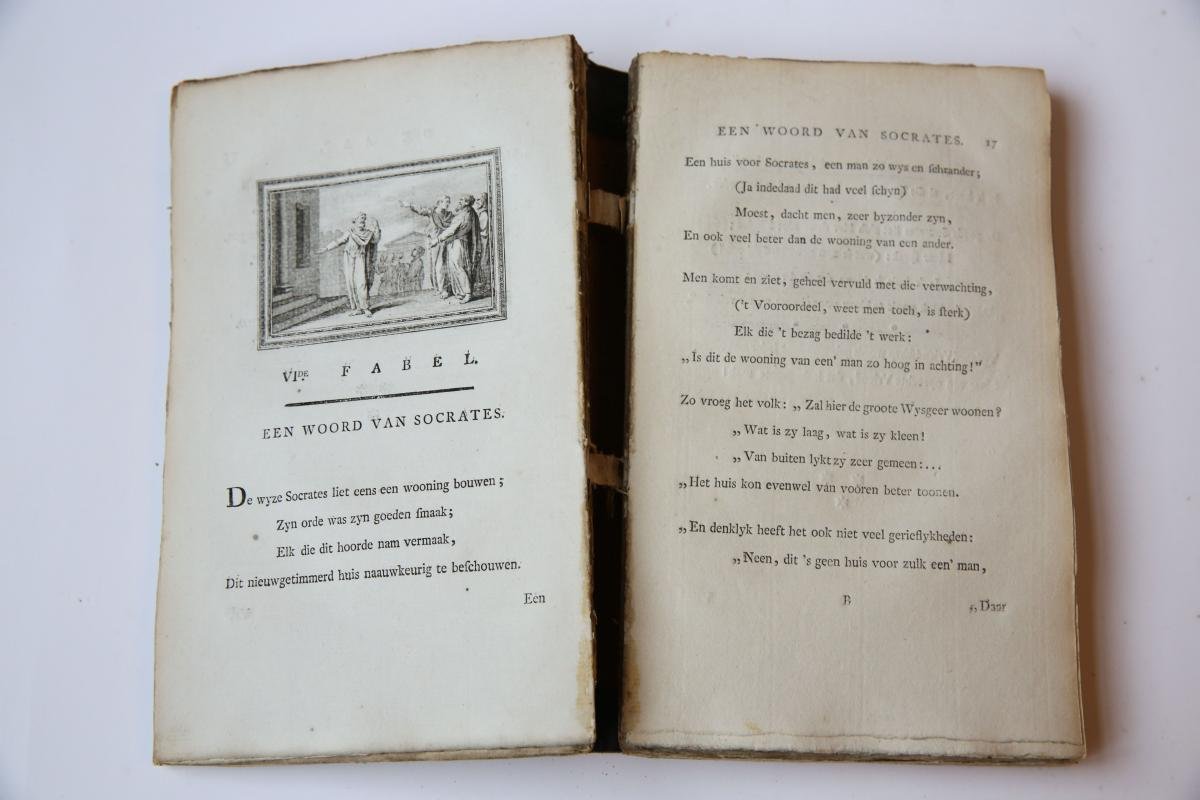 VIDE. FABEL.
EEN WOORD VAN SOCRATES.
De wyze Socrates liet eens een wooning bouwen;
Zyn orde was zyn goeden ſmaak;
Elk die dit hoorde nam vermaak,
Dit nieuwgetimmerd huis naauwkeurig te beſchouwen.
Een
EEN WOORD VAN SOCRATES. 17
Een huis voor Socrates, een man zo wys en ſchrander;
(Ja indedaad dit had veel ſchyn)
Moest, dacht men, zeer byzonder zyn,
En ook veel beter dan de wooning van een ander.
Men komt en ziet, geheel vervuld met die verwachting,
('t Vooroordeel, weet men toch, is ſterk)
Elk die 't bezag bedilde 't werk:
„Is dit de wooning van een' man zo hoog in achting!"
Zo vroeg het volk: „Zal hier de groote Wysgeer woonen?
„Wat is zy laag, wat is zy kleen!
„Van buiten lykt zy zeer gemeen:...
„Het huis kon evenwel van vooren beter toonen.
„En denklyk heeft het ook niet veel gerieflykheden:
„Neen, dit 's geen huis voor zulk een' man,
B
„Daar